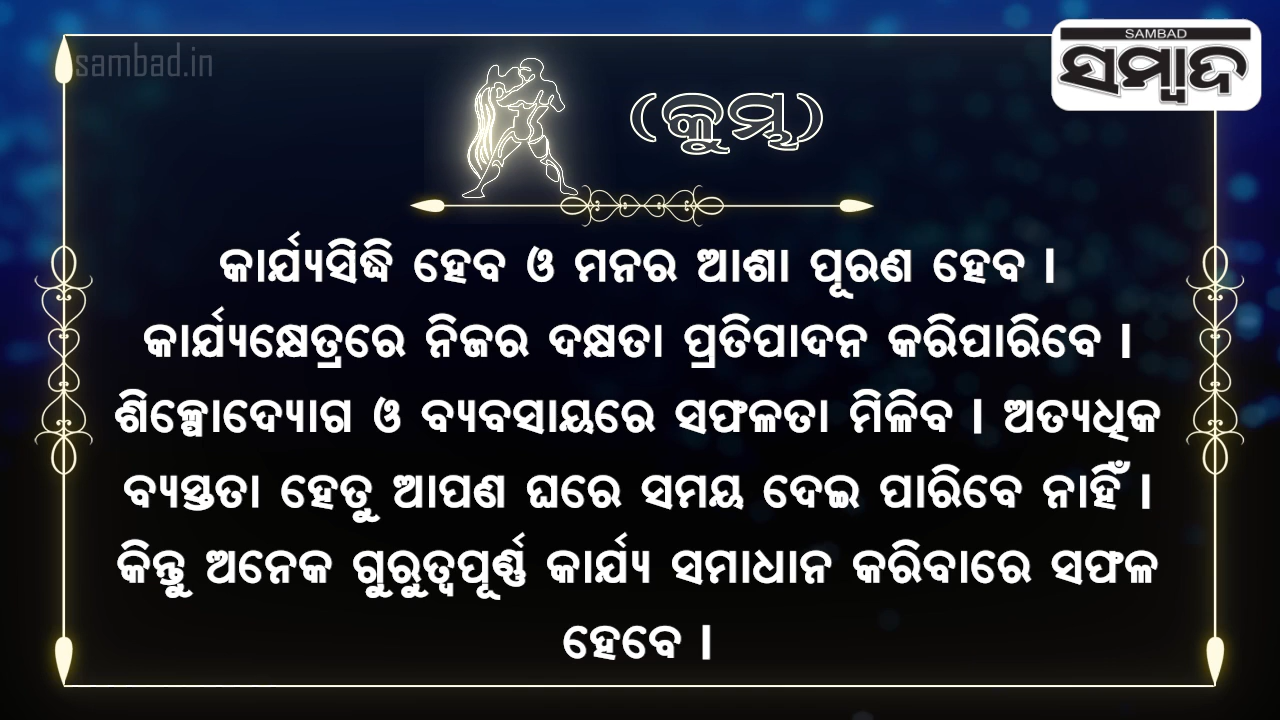 sambad.in
SAMBAD
ସମ୍ବାଦ
(କୁମ୍ଭ)
କାର୍ଯ୍ୟସିଦ୍ଧି ହେବ ଓ ମନର ଆଶା ପୂରଣ ହେବ ।
କାର୍ଯ୍ୟକ୍ଷେତ୍ରରେ ନିଜର ଦକ୍ଷତା ପ୍ରତିପାଦନ କରିପାରିବେ ।
ଶିଳ୍ପୋଦ୍ୟୋଗ ଓ ବ୍ୟବସାୟରେ ସଫଳତା ମିଳିବ । ଅତ୍ୟଧିକ
ବ୍ୟସ୍ତତା ହେତୁ ଆପଣ ଘରେ ସମୟ ଦେଇ ପାରିବେ ନାହିଁ ।
କିନ୍ତୁ ଅନେକ ଗୁରୁତ୍ୱପୂର୍ଣ୍ଣ କାର୍ଯ୍ୟ ସମାଧାନ କରିବାରେ ସଫଳ
ହେବେ ।